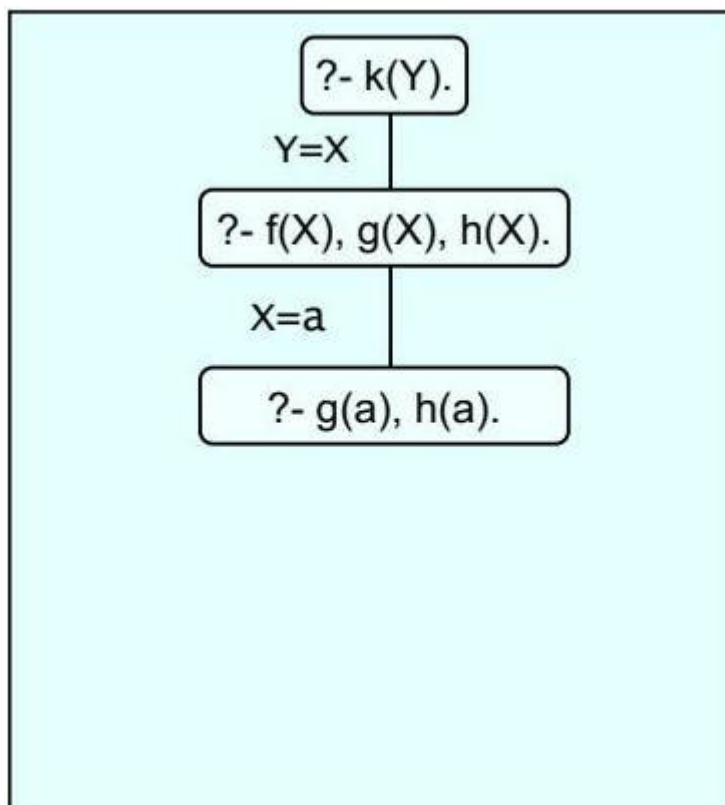 ?- k(Y).
Y=X
?- f(X), g(X), h(X).
X=a
?- g(a), h(a).